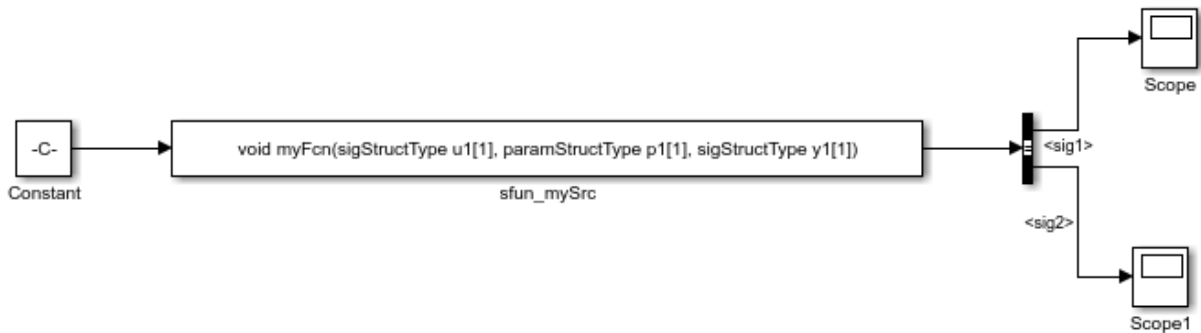 Scope
-C-
void myFcn(sigStructType u1[1], paramStructType p1[1], sigStructType y1[1])
<sig1>
Constant
sfun_mySrc
<sig2>
Scope1